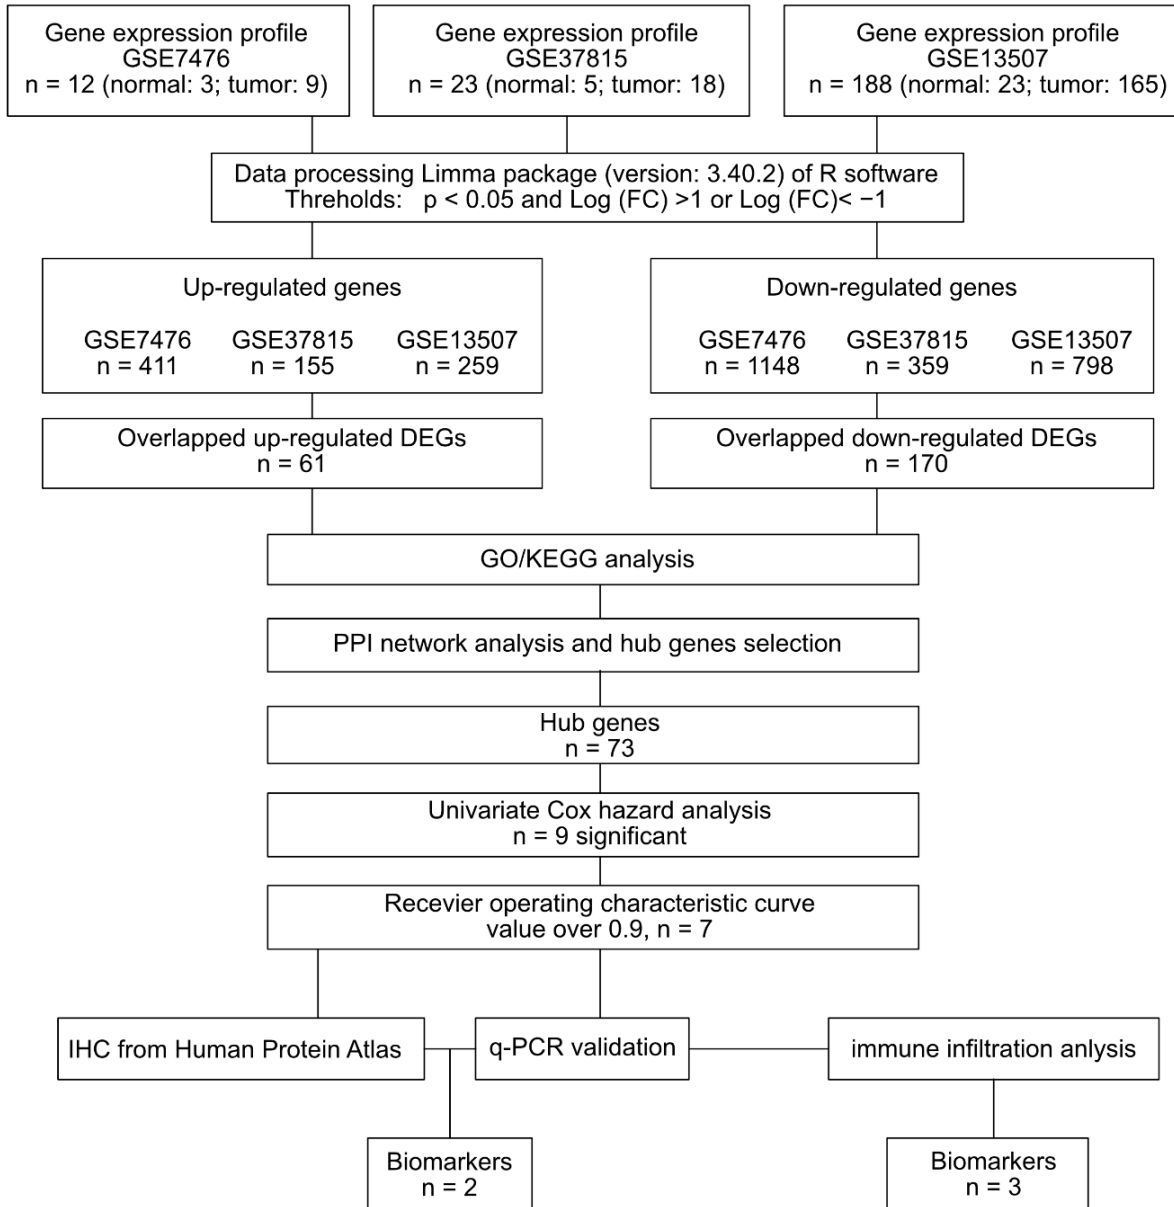 Gene expression profile
GSE7476
n = 12 (normal: 3; tumor: 9)
Gene expression profile
GSE37815
n = 23 (normal: 5; tumor: 18)
Gene expression profile
GSE13507
n = 188 (normal: 23; tumor: 165)
Data processing Limma package (version: 3.40.2) of R software
Threholds: p < 0.05 and Log (FC) >1 or Log (FC)< −1
Up-regulated genes
GSE7476 GSE37815 GSE13507
n = 411 n = 155 n = 259
Down-regulated genes
GSE7476 GSE37815 GSE13507
n = 1148 n = 359 n = 798
Overlapped up-regulated DEGs
n = 61
Overlapped down-regulated DEGs
n = 170
GO/KEGG analysis
PPI network analysis and hub genes selection
Hub genes
n = 73
Univariate Cox hazard analysis
n = 9 significant
Recevier operating characteristic curve
value over 0.9, n = 7
IHC from Human Protein Atlas
q-PCR validation
immune infiltration anlysis
Biomarkers
n = 2
Biomarkers
n = 3